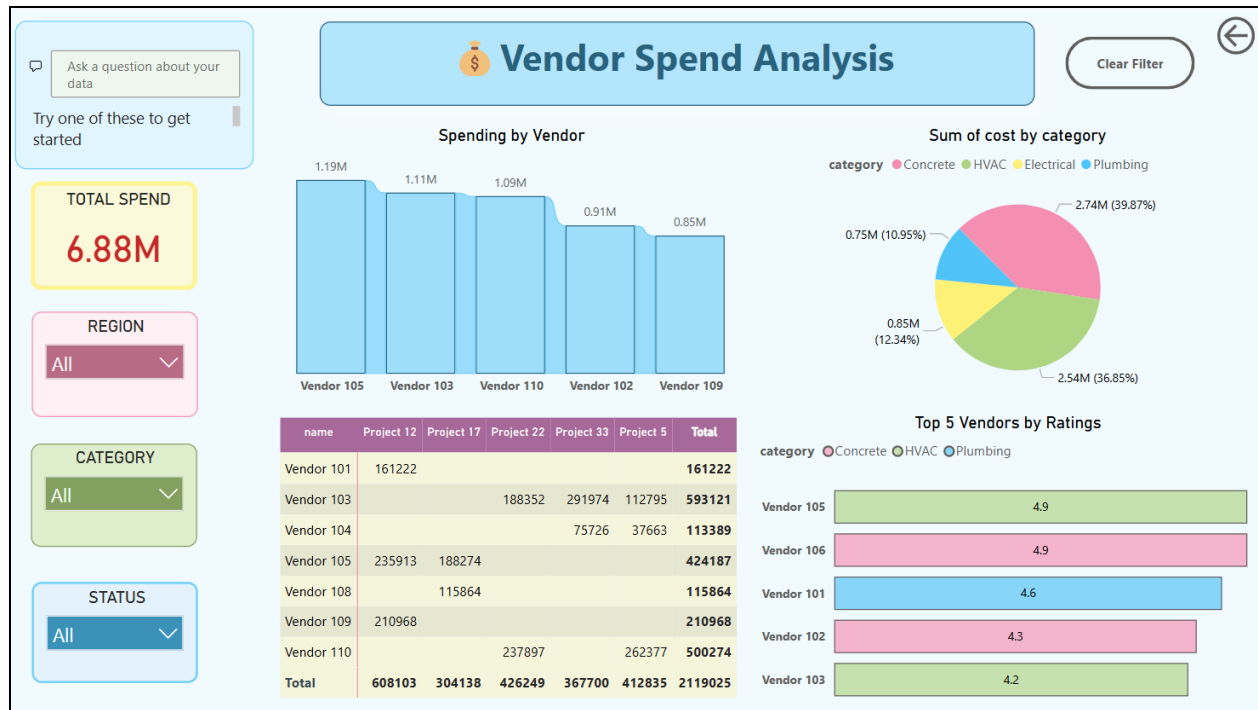 Ask a question about your
data
Try one of these to get
started
Vendor Spend Analysis
Clear Filter
TOTAL SPEND
6.88M
REGION
All
CATEGORY
All
STATUS
All
Spending by Vendor
1.19M
1.11M
1.09M
0.91M
0.85M
Vendor 105 Vendor 103 Vendor 110 Vendor 102 Vendor 109
Sum of cost by category
category Concrete HVAC Electrical Plumbing
2.74M (39.87%)
0.75M (10.95%)
0.85M
(12.34%)
2.54M (36.85%)
name Project 12 Project 17 Project 22 Project 33 Project 5 Total
Vendor 101 161222 161222
Vendor 103 188352 291974 112795 593121
Vendor 104 75726 37663 113389
Vendor 105 235913 188274 424187
Vendor 108 115864 115864
Vendor 109 210968 210968
Vendor 110 237897 262377 500274
Total 608103 304138 426249 367700 412835 2119025
Top 5 Vendors by Ratings
category Concrete HVAC Plumbing
Vendor 105 4.9
Vendor 106 4.9
Vendor 101 4.6
Vendor 102 4.3
Vendor 103 4.2